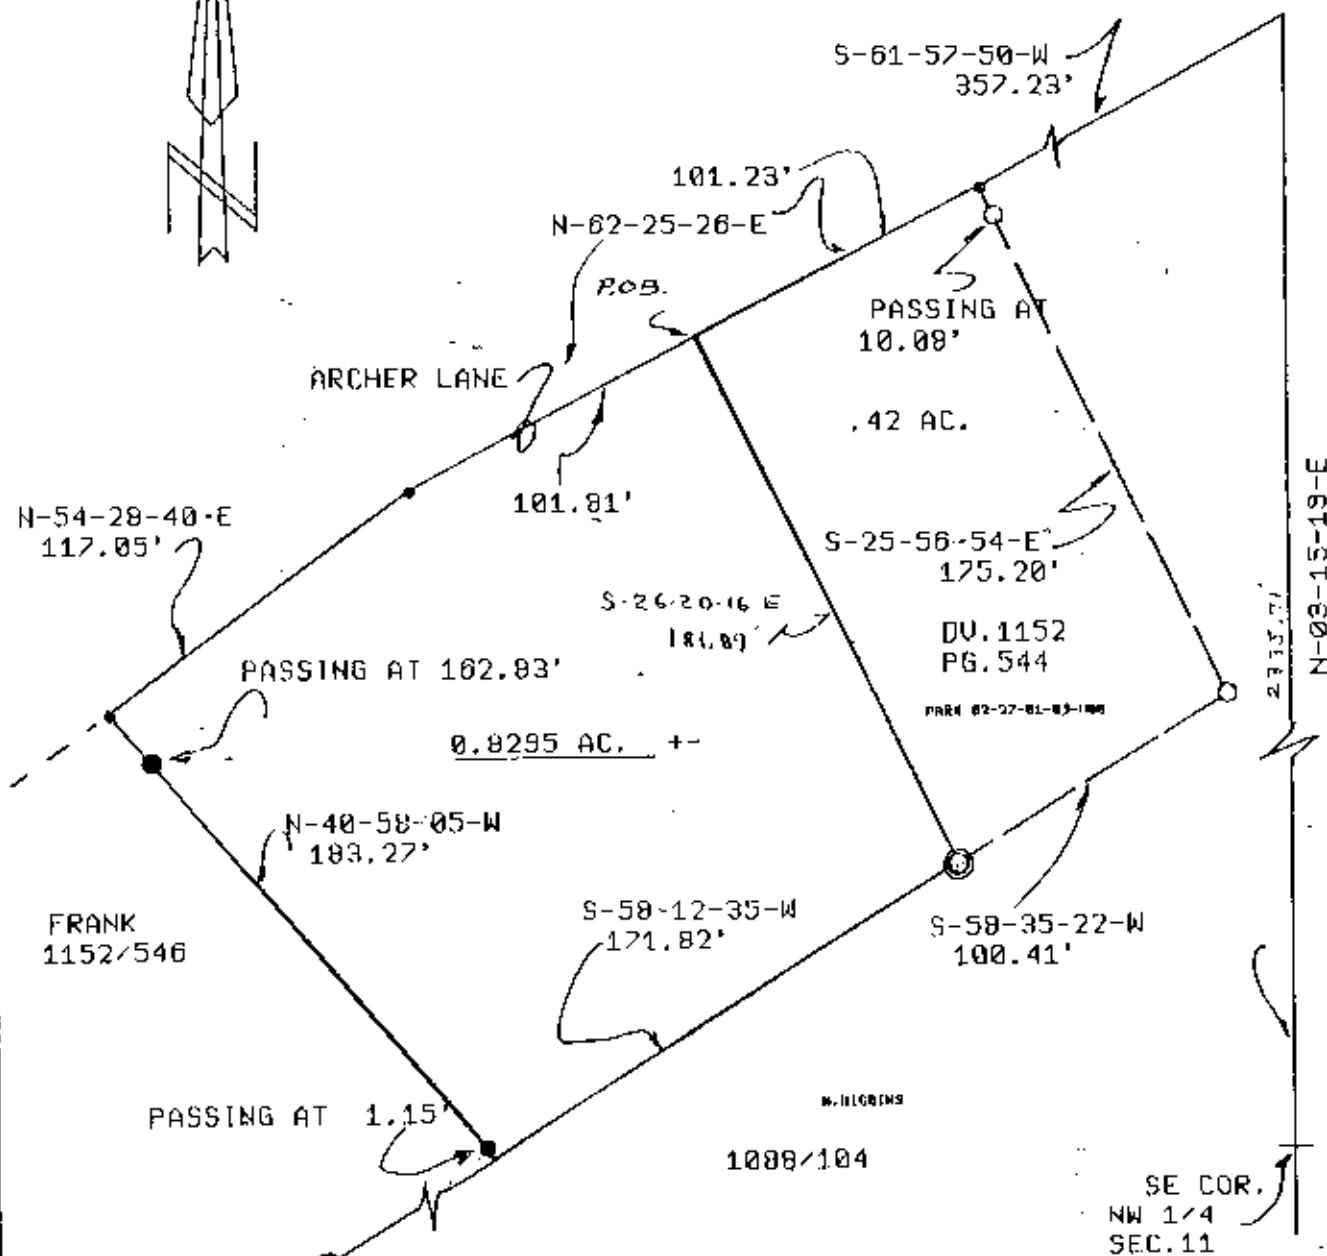 S-61-57-50-W
357.23'
101.23'
N-62-25-26-E
P.O.B.
PASSING AT
10.08'
ARCHER LANE
.42 AC.
101.81'
N-54-28-40-E
117.05'
S-25-56-54-E
175.20'
S-26-20-16 E
181.89'
DV.1152
PG.544
PASSING AT 162.83'
0.8295 AC. +-
N-40-58-05-W
183.27'
FRANK
1152/546
S-58-12-35-W
171.82'
S-58-35-22-W
100.41'
N-03-15-19-E
PASSING AT 1.15'
N. HIGGINS
1088/104
SE COR.
NW 1/4
SEC.11